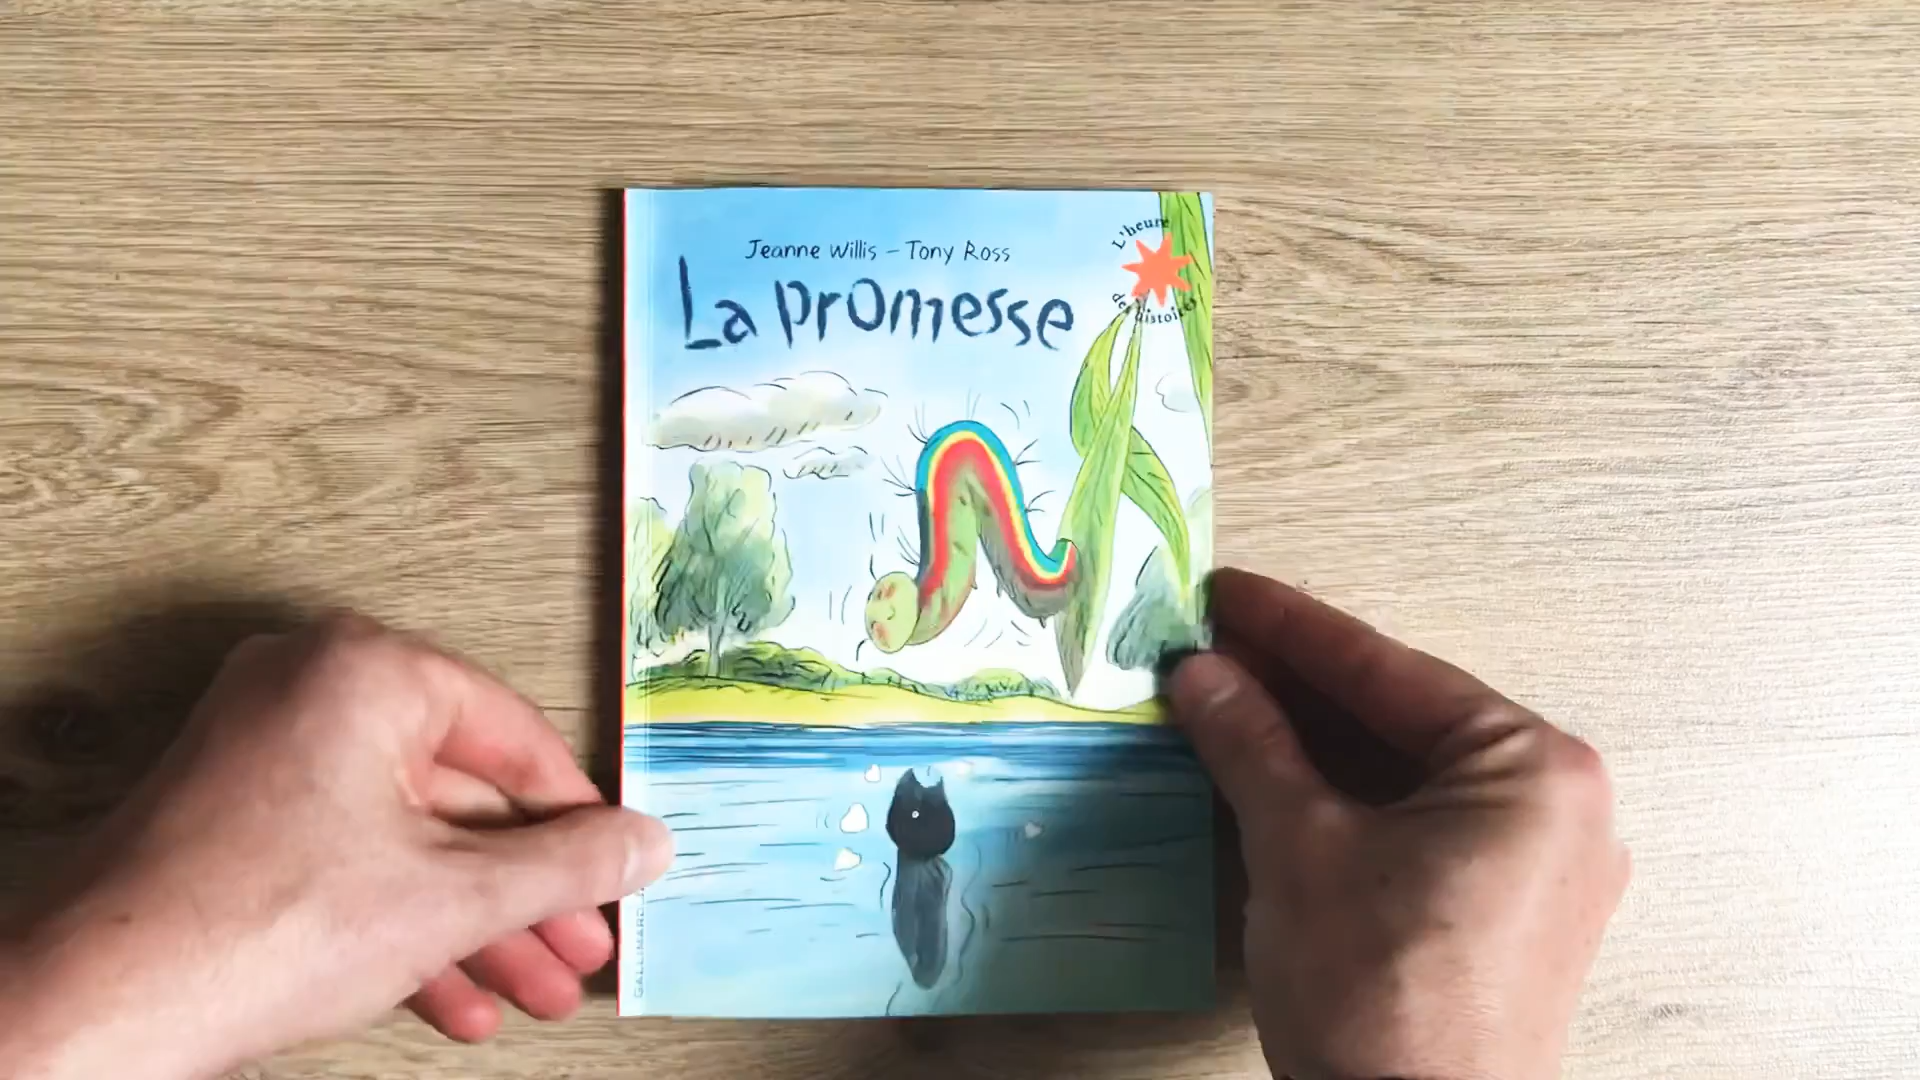 Jeanne Willis – Tony Ross
La promesse
L'heure
des histoires
GALLIMARD